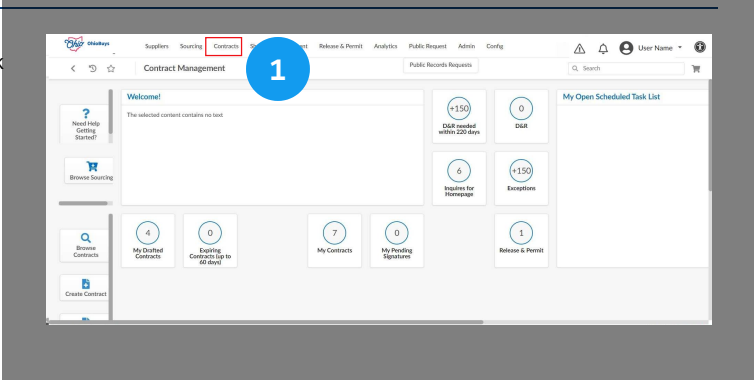 OhioBuys
Suppliers Sourcing Contracts Release & Permit Analytics Public Request Admin Config
User Name
Contract Management
1
Public Records Requests
Search
Welcome!
The selected content contains no text
Need Help
Getting
Started?
Browse Sourcing
+150
D&R needed
within 220 days
0
D&R
My Open Scheduled Task List
6
Inquires for
Homepage
+150
Exceptions
Browse
Contracts
4
My Drafted
Contracts
0
Expiring
Contracts (up to
60 days)
7
My Contracts
0
My Pending
Signatures
1
Release & Permit
Create Contract